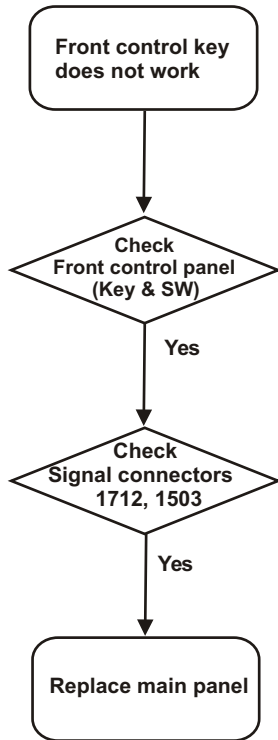 Front control key
does not work
Check
Front control panel
(Key & SW)
Yes
Check
Signal connectors
1712, 1503
Yes
Replace main panel